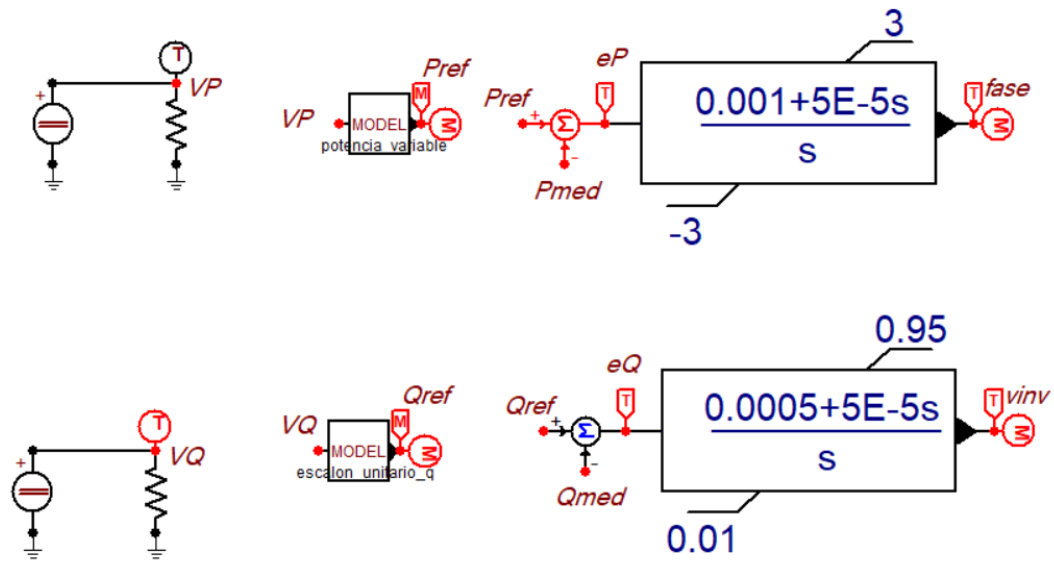 3
T
VP
+
VP
MODEL
potencia_variable
M
Pref
M
Pref
+
Σ
-
Pmed
eP
T
0.001+5E-5s
s
-3
T
fase
M
0.95
T
VQ
+
VQ
MODEL
escalon_unitario_q
M
Qref
M
Qref
+
Σ
-
Qmed
eQ
T
0.0005+5E-5s
s
0.01
T
vinv
M